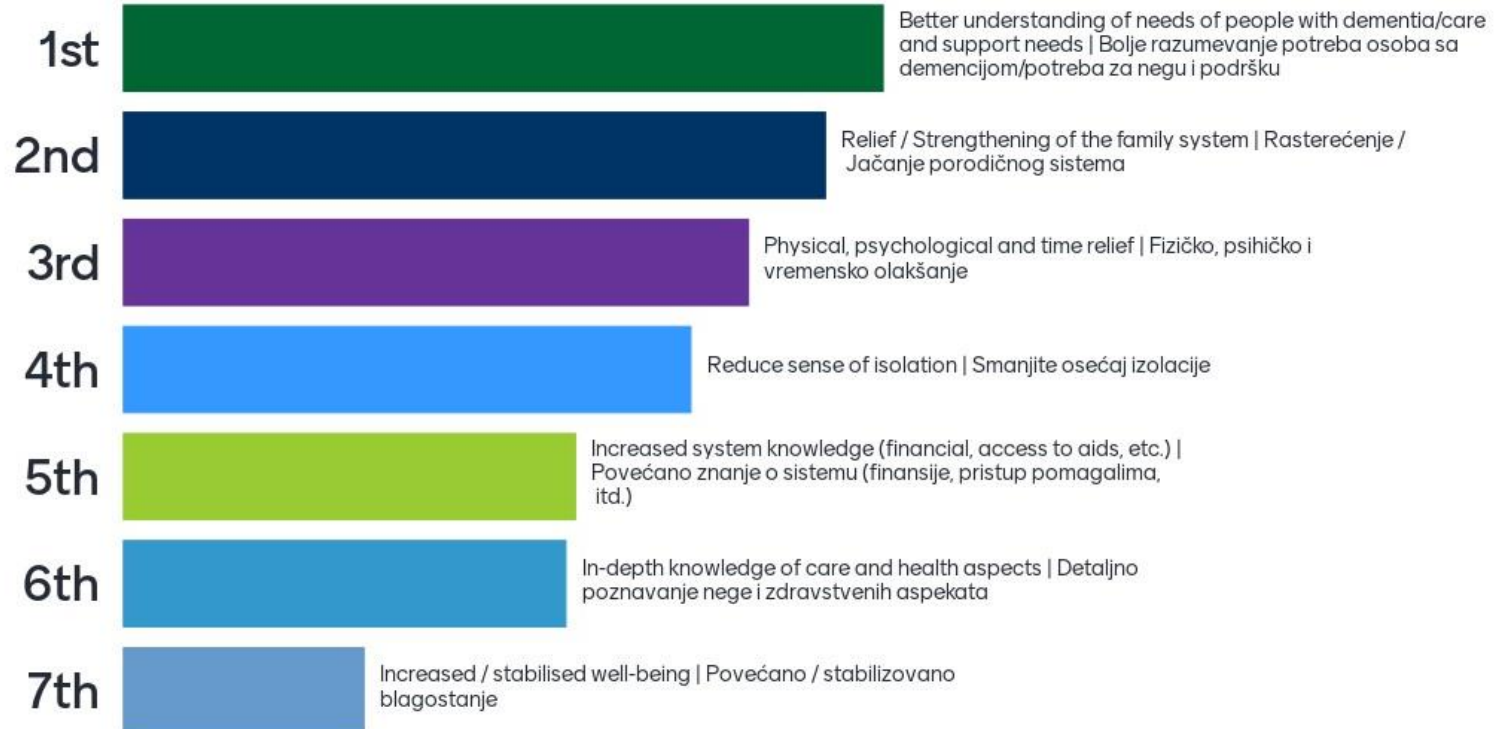 1st
Better understanding of needs of people with dementia/care
and support needs | Bolje razumevanje potreba osoba sa
demencijom/potreba za negu i podršku
2nd
Relief / Strengthening of the family system | Rasterećenje /
Jačanje porodičnog sistema
3rd
Physical, psychological and time relief | Fizičko, psihičko i
vremensko olakšanje
4th
Reduce sense of isolation | Smanjite osećaj izolacije
5th
Increased system knowledge (financial, access to aids, etc.) |
Povećano znanje o sistemu (finansije, pristup pomagalima,
itd.)
6th
In-depth knowledge of care and health aspects | Detaljno
poznavanje nege i zdravstvenih aspekata
7th
Increased / stabilised well-being | Povećano / stabilizovano
blagostanje